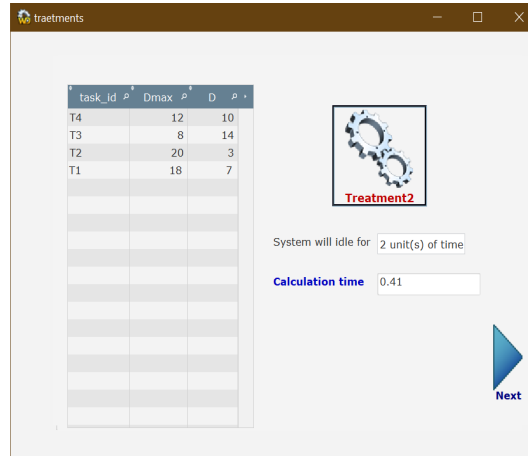 traetments
task_id Dmax D
T4 12 10
T3 8 14
T2 20 3
T1 18 7
Treatment2
System will idle for 2 unit(s) of time
Calculation time 0.41
Next